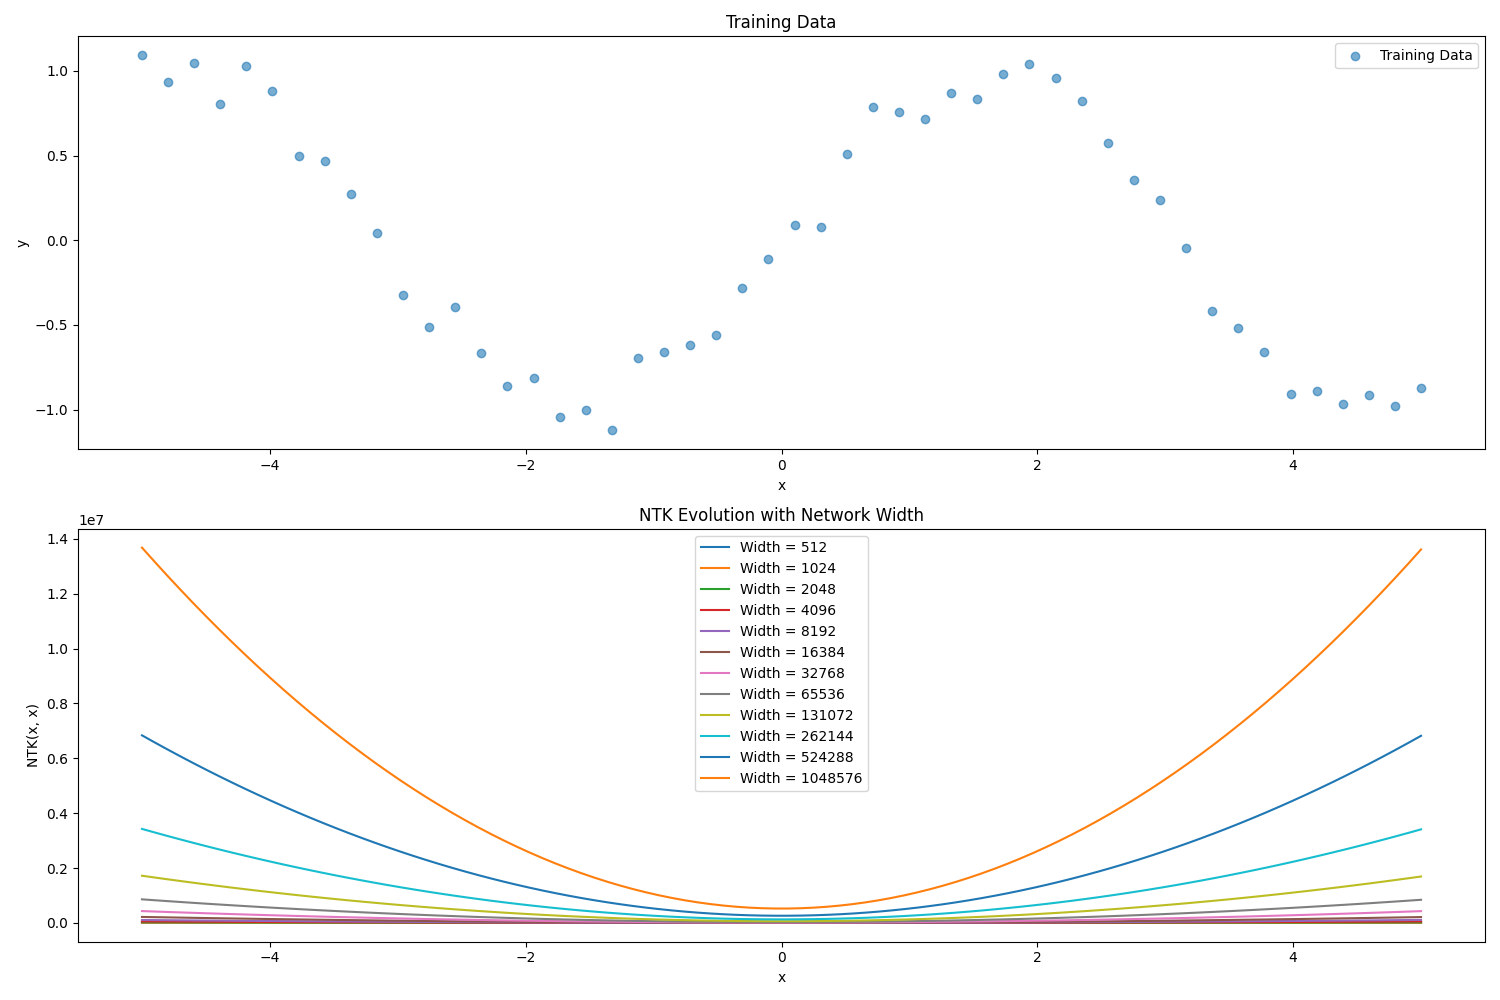 Training Data
Training Data
1.0
0.5
0.0
−0.5
−1.0
y
−4
−2
0
2
4
x
NTK Evolution with Network Width
1e7
Width = 512
Width = 1024
Width = 2048
Width = 4096
Width = 8192
Width = 16384
Width = 32768
Width = 65536
Width = 131072
Width = 262144
Width = 524288
Width = 1048576
1.4
1.2
1.0
0.8
0.6
0.4
0.2
0.0
NTK(x, x)
−4
−2
0
2
4
x